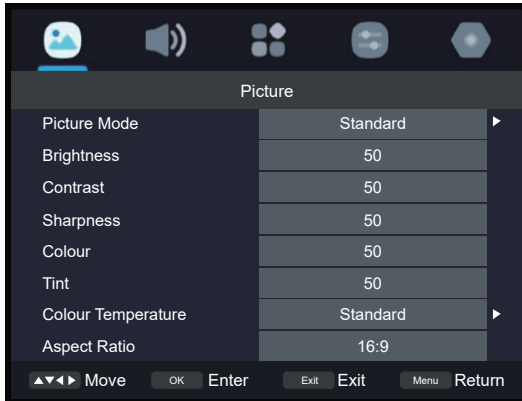 Picture
Picture Mode Standard
Brightness 50
Contrast 50
Sharpness 50
Colour 50
Tint 50
Colour Temperature Standard
Aspect Ratio 16:9
Move OK Enter Exit Exit Menu Return